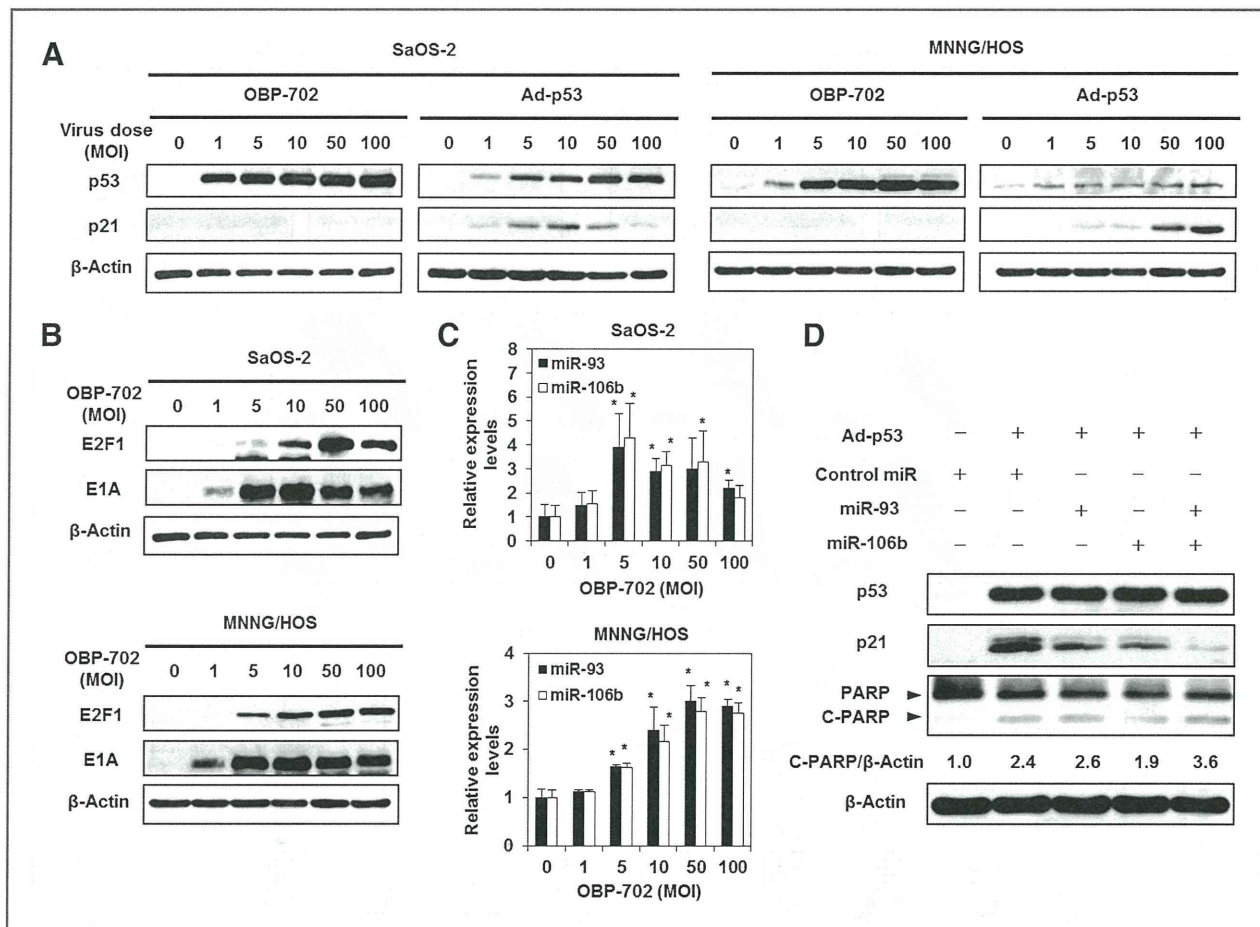 A
SaOS-2
MNNG/HOS
OBP-702
Ad-p53
OBP-702
Ad-p53
Virus dose
(MOI)
0 1 5 10 50 100
0 1 5 10 50 100
0 1 5 10 50 100
0 1 5 10 50 100
p53
p21
β-Actin
B
SaOS-2
OBP-702
(MOI)
0 1 5 10 50 100
E2F1
E1A
β-Actin
MNNG/HOS
OBP-702
(MOI)
0 1 5 10 50 100
E2F1
E1A
β-Actin
C
SaOS-2
Relative expression
levels
8
7
6
5
4
3
2
1
0
miR-93
miR-106b
* * * * * *
0 1 5 10 50 100
OBP-702 (MOI)
MNNG/HOS
Relative expression
levels
4
3
2
1
0
miR-93
miR-106b
* * * * * * * *
0 1 5 10 50 100
OBP-702 (MOI)
D
Ad-p53 − + + + +
Control miR + + − − −
miR-93 − − + − +
miR-106b − − − + +
p53
p21
PARP
C-PARP
C-PARP/β-Actin 1.0 2.4 2.6 1.9 3.6
β-Actin